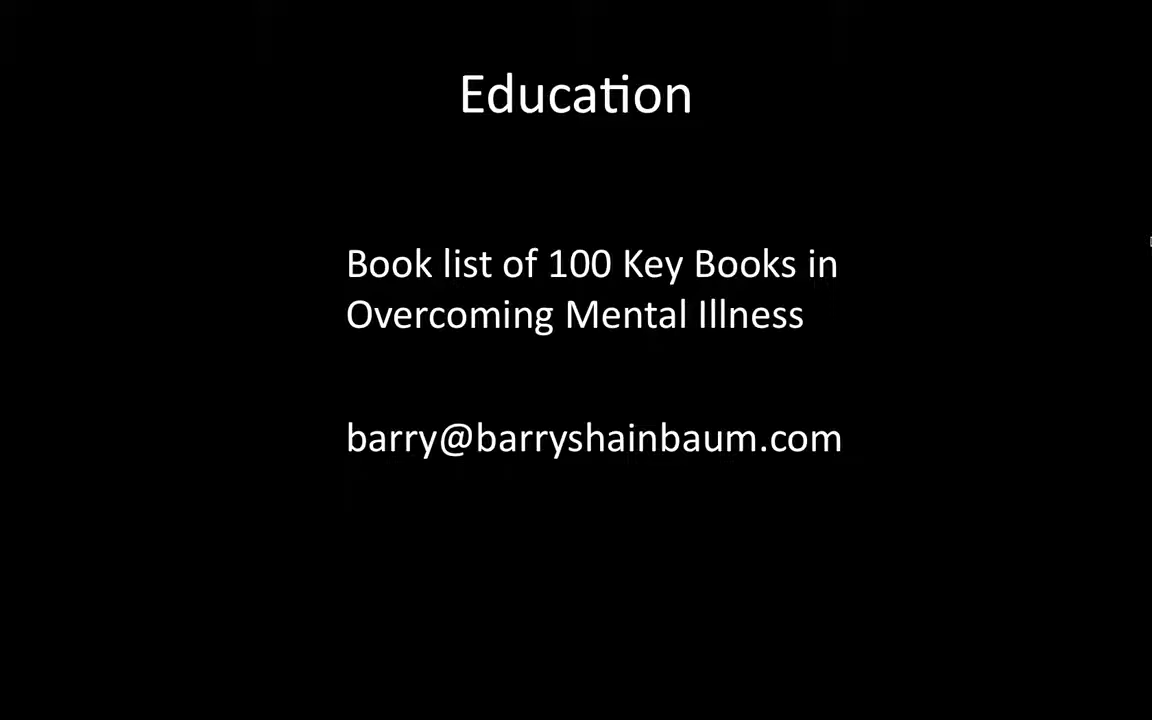 Education
Book list of 100 Key Books in
Overcoming Mental Illness
barry@barryshainbaum.com